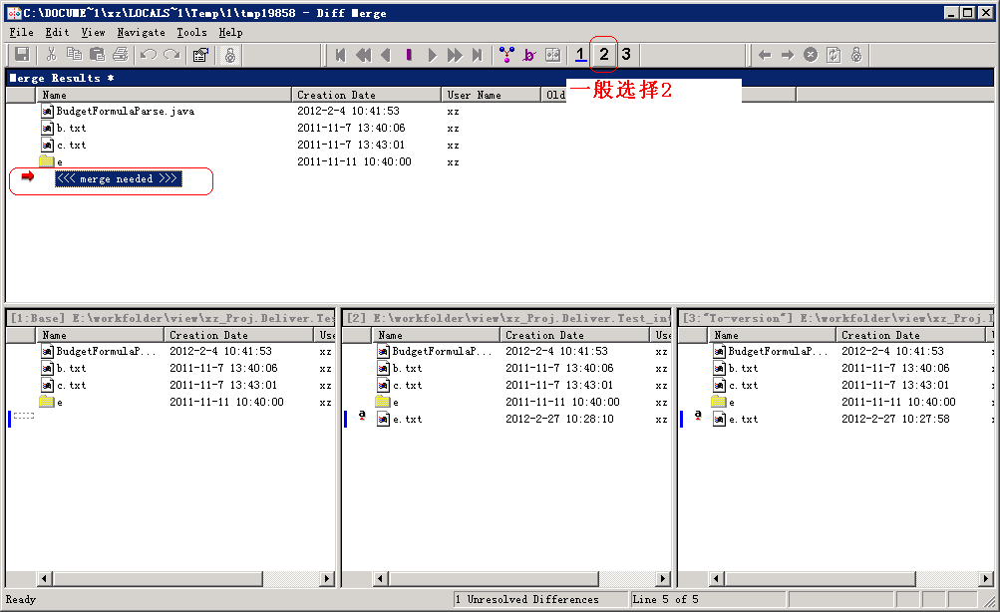 C:\DOCUME~1\xz\LOCALS~1\Temp\1\tmp19858 - Diff Merge
File Edit View Navigate Tools Help
1 2 3
Merge Results *
一般选择2
Name Creation Date User Name Old
BudgetFormulaParse.java 2012-2-4 10:41:53 xz
b.txt 2011-11-7 13:40:06 xz
c.txt 2011-11-7 13:43:01 xz
e 2011-11-11 10:40:00 xz
<<< merge needed >>>
[1:Base] E:\workfolder\view\xz_Proj.Deliver.Tes
Name Creation Date Use
BudgetFormulaP... 2012-2-4 10:41:53 xz
b.txt 2011-11-7 13:40:06 xz
c.txt 2011-11-7 13:43:01 xz
e 2011-11-11 10:40:00 xz
[2] E:\workfolder\view\xz_Proj.Deliver.Test_in
Name Creation Date Use
BudgetFormulaP... 2012-2-4 10:41:53 xz
b.txt 2011-11-7 13:40:06 xz
c.txt 2011-11-7 13:43:01 xz
e 2011-11-11 10:40:00 xz
a e.txt 2012-2-27 10:28:10 xz
[3:"To-version"] E:\workfolder\view\xz_Proj.
Name Creation Date
BudgetFormulaP... 2012-2-4 10:41:53
b.txt 2011-11-7 13:40:06
c.txt 2011-11-7 13:43:01
e 2011-11-11 10:40:00
a e.txt 2012-2-27 10:27:58
Ready 1 Unresolved Differences Line 5 of 5